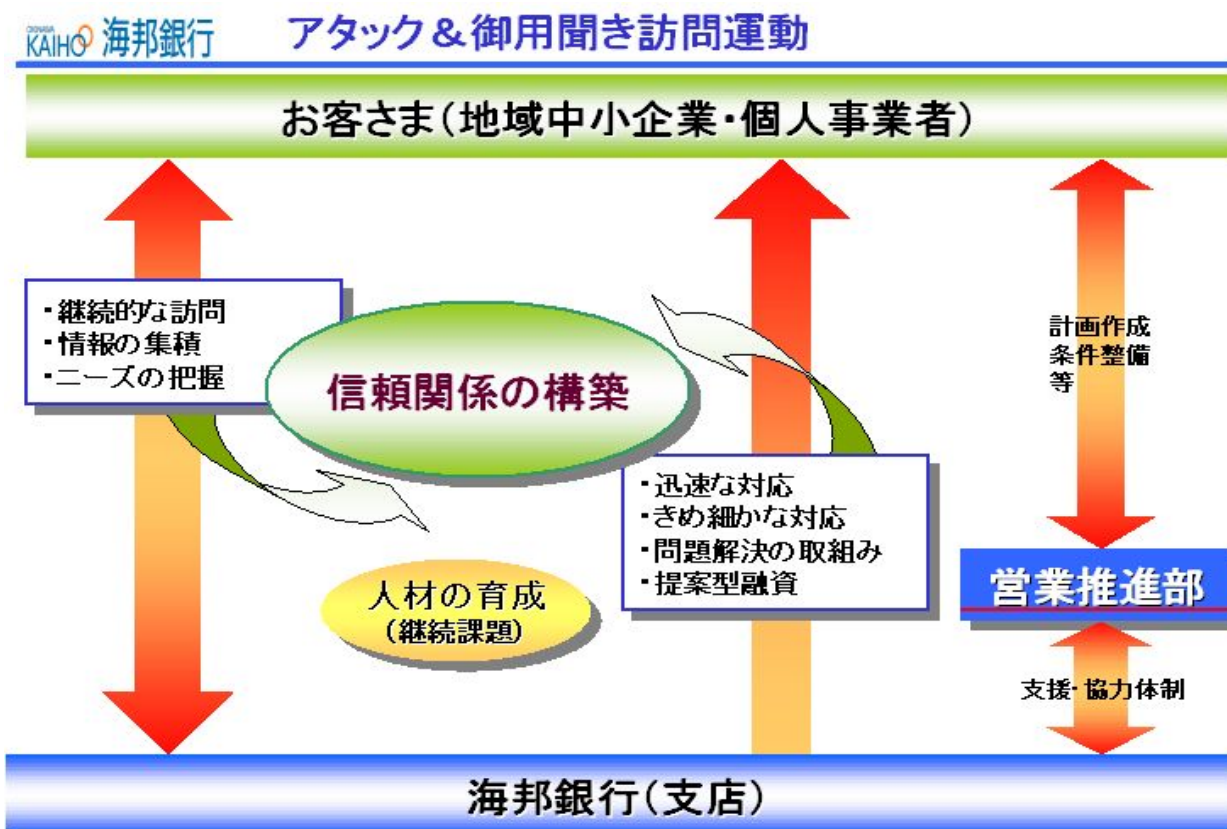 OKINAWA
KAIHO 海邦銀行
アタック＆御用聞き訪問運動
お客さま(地域中小企業・個人事業者)
・継続的な訪問
・情報の集積
・ニーズの把握
信頼関係の構築
計画作成
条件整備
等
・迅速な対応
・きめ細かな対応
・問題解決の取組み
・提案型融資
人材の育成
(継続課題)
営業推進部
支援・協力体制
海邦銀行(支店)